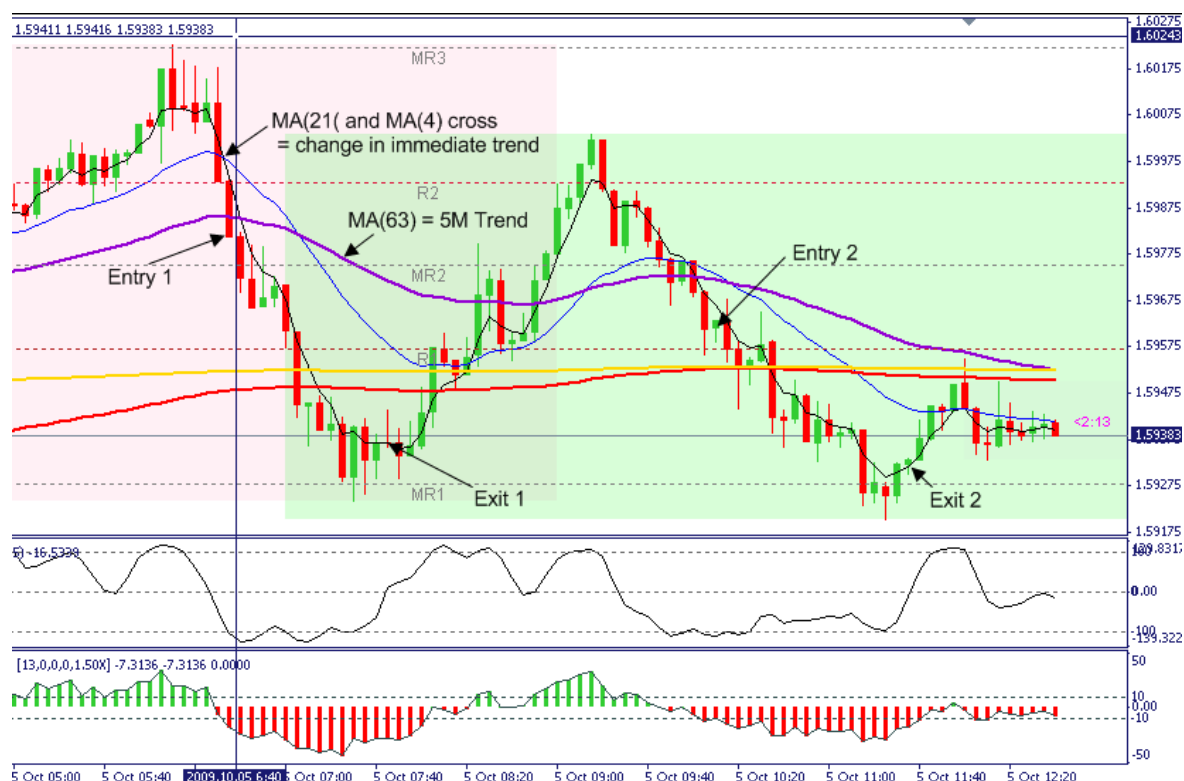 1.59411 1.59416 1.59383 1.59383
1.60275
1.60243
MR3
1.60175
1.60075
MA(21( and MA(4) cross
= change in immediate trend
1.59975
R2
1.59875
MA(63) = 5M Trend
Entry 1
MR2
Entry 2
1.59775
1.59675
R
1.59575
1.59475
<2:13
1.59383
MR1
Exit 1
Exit 2
1.59275
1.59175
-16.5339
100
0.00
-100
-139.322
[13,0,0,0,1.50X] -7.3136 -7.3136 0.0000
50
10
0.00
-10
-50
5 Oct 05:00
5 Oct 05:40
2009.10.05 6:40
5 Oct 07:00
5 Oct 07:40
5 Oct 08:20
5 Oct 09:00
5 Oct 09:40
5 Oct 10:20
5 Oct 11:00
5 Oct 11:40
5 Oct 12:20